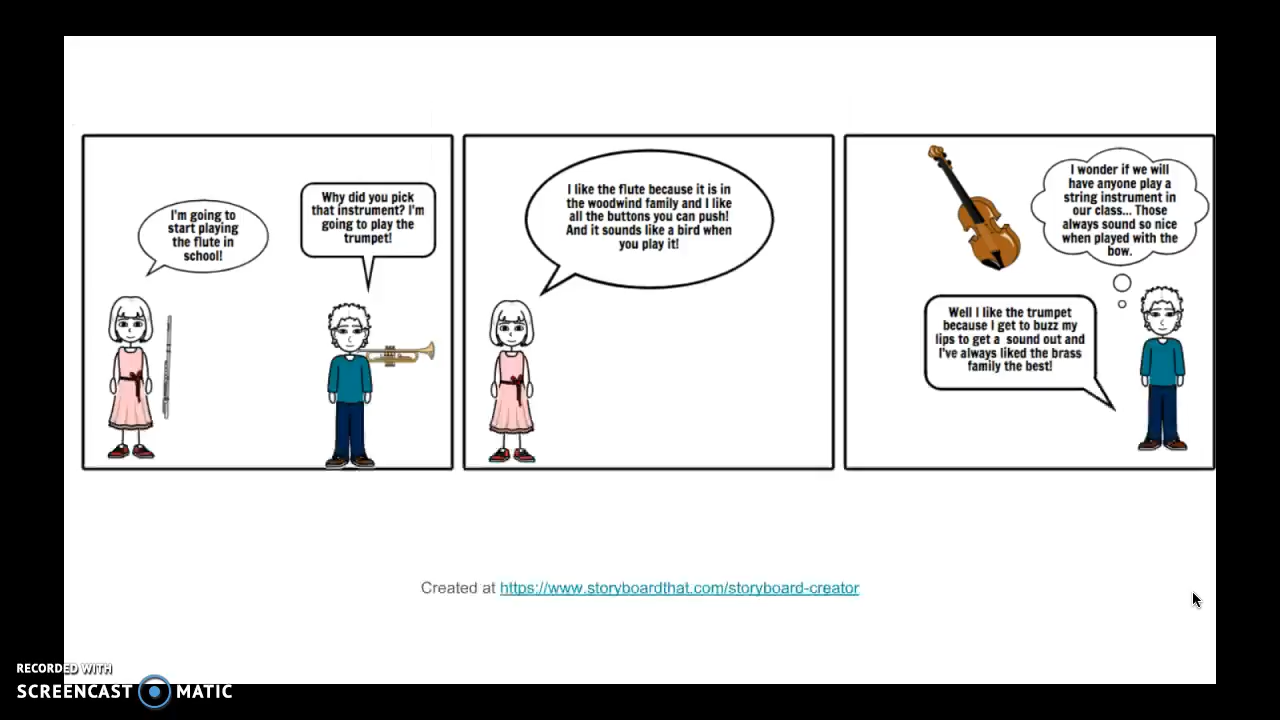 I'm going to
start playing
the flute in
school!
Why did you pick
that instrument? I'm
going to play the
trumpet!
I like the flute because it is in
the woodwind family and I like
all the buttons you can push!
And it sounds like a bird when
you play it!
I wonder if we will
have anyone play a
string instrument in
our class... Those
always sound so nice
when played with the
bow.
Well I like the trumpet
because I get to buzz my
lips to get a sound out and
I've always liked the brass
family the best!
Created at https://www.storyboardthat.com/storyboard-creator
RECORDED WITH
SCREENCAST MATIC